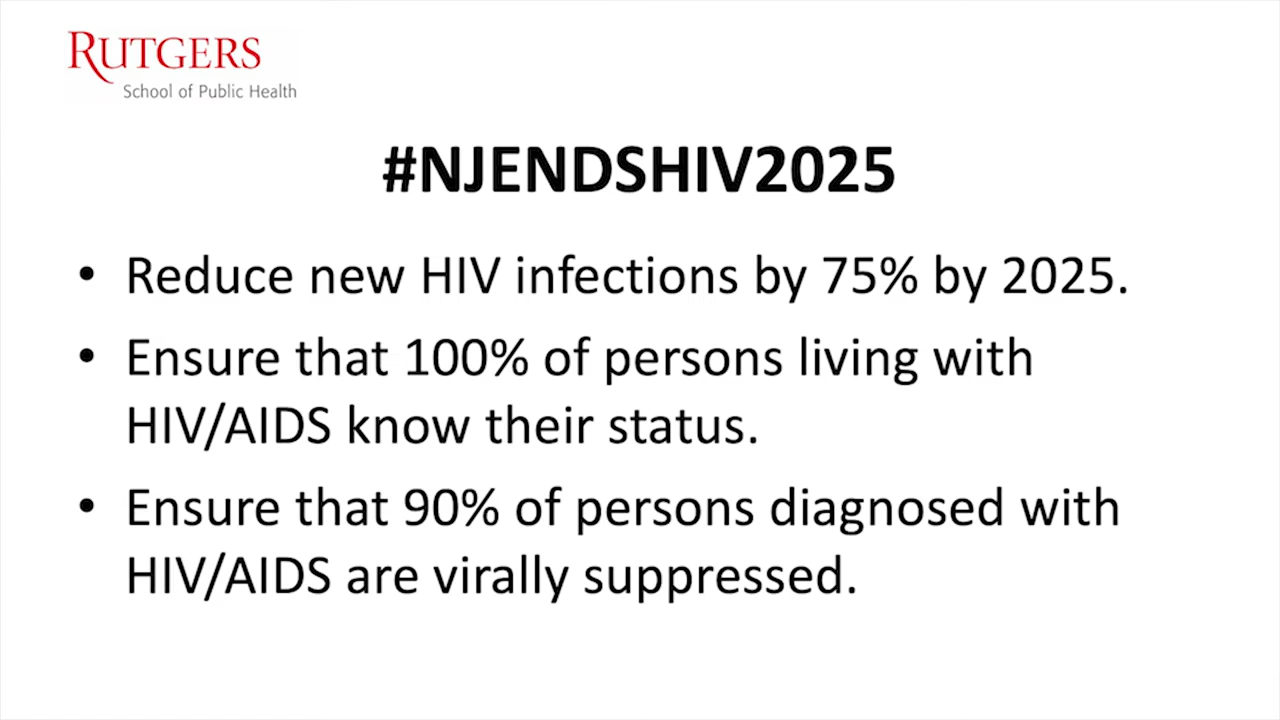 RUTGERS
School of Public Health
#NJENDSHIV2025
• Reduce new HIV infections by 75% by 2025.
• Ensure that 100% of persons living with
HIV/AIDS know their status.
• Ensure that 90% of persons diagnosed with
HIV/AIDS are virally suppressed.